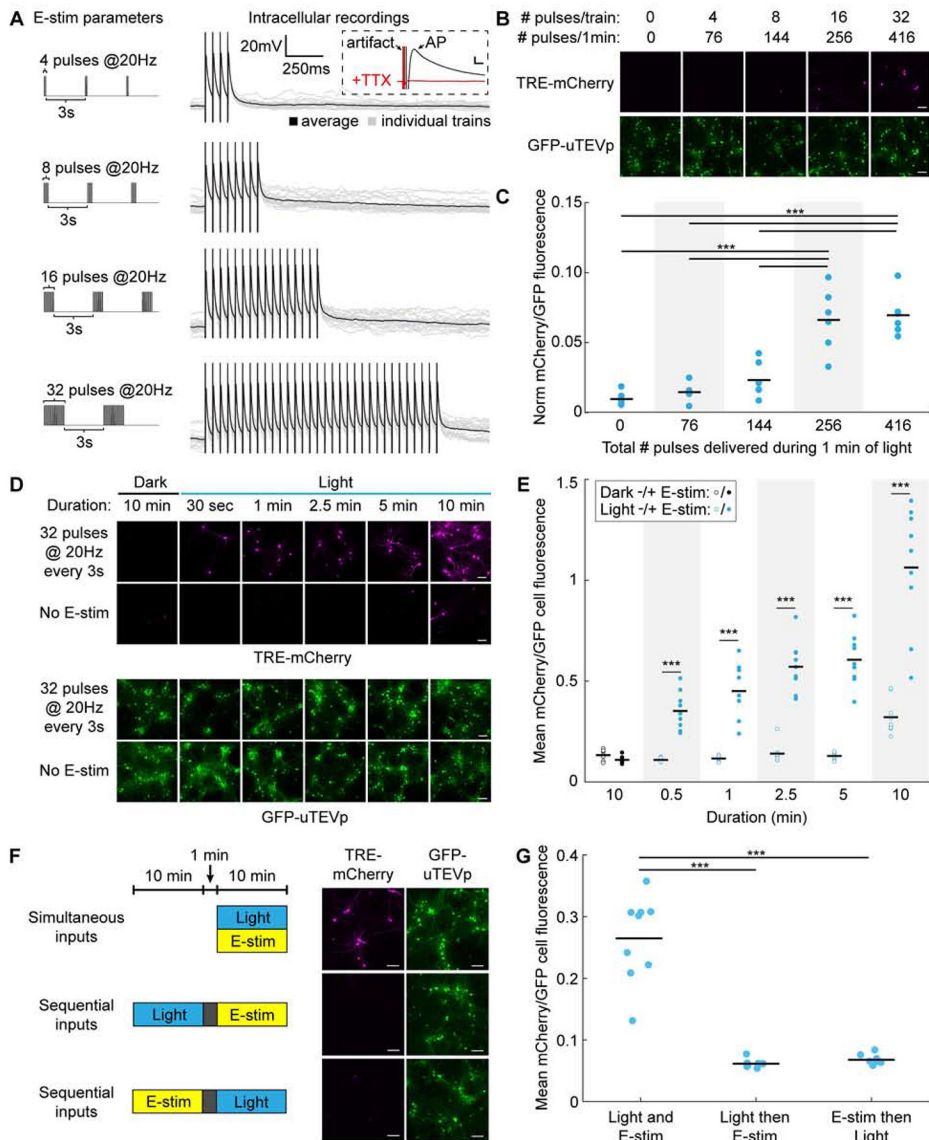 A
E-stim parameters
Intracellular recordings
4 pulses @20Hz
3s
20mV
250ms
artifact
AP
+TTX
average
individual trains
8 pulses @20Hz
3s
16 pulses @20Hz
3s
32 pulses @20Hz
3s
B
# pulses/train: 0 4 8 16 32
# pulses/1min: 0 76 144 256 416
TRE-mCherry
GFP-uTEVp
C
Norm mCherry/GFP fluorescence
0.15
0.10
0.05
0
***
***
0 76 144 256 416
Total # pulses delivered during 1 min of light
D
Dark Light
Duration: 10 min 30 sec 1 min 2.5 min 5 min 10 min
32 pulses
@ 20Hz
every 3s
No E-stim
TRE-mCherry
32 pulses
@ 20Hz
every 3s
No E-stim
GFP-uTEVp
E
Mean mCherry/GFP cell fluorescence
1.5
1
0.5
0
Dark -/+ E-stim: ○/●
Light -/+ E-stim: ○/●
***
***
***
***
***
10 0.5 1 2.5 5 10
Duration (min)
F
1 min
10 min 10 min
TRE-
mCherry
GFP-
uTEVp
Simultaneous
inputs
Light
E-stim
Sequential
inputs
Light
E-stim
Sequential
inputs
E-stim
Light
G
Mean mCherry/GFP cell fluorescence
0.4
0.3
0.2
0.1
0
***
***
Light and
E-stim
Light then
E-stim
E-stim then
Light